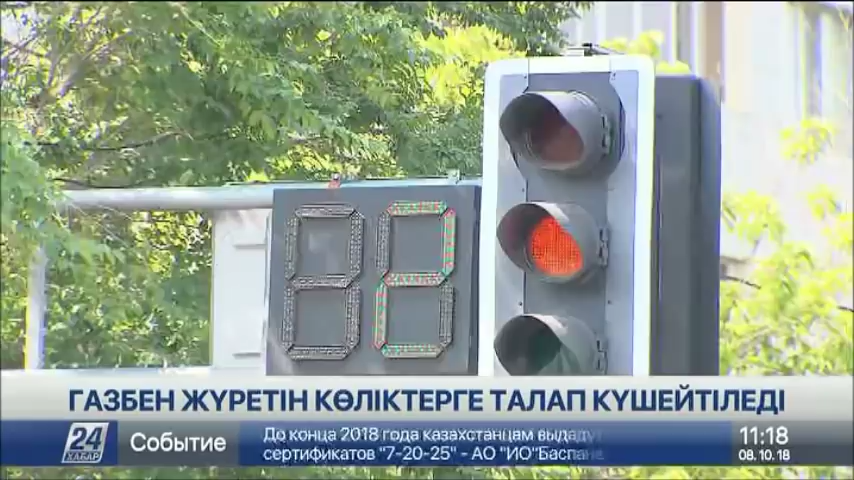 2
ГАЗБЕН ЖҮРЕТІН КӨЛІКТЕРГЕ ТАЛАП КҮШЕЙТІЛЕДІ
24
ХАБАР
Событие
До конца 2018 года казахстанцам выдадут
сертификатов "7-20-25" - АО "ИО"Баспана
11:18
08.10.18